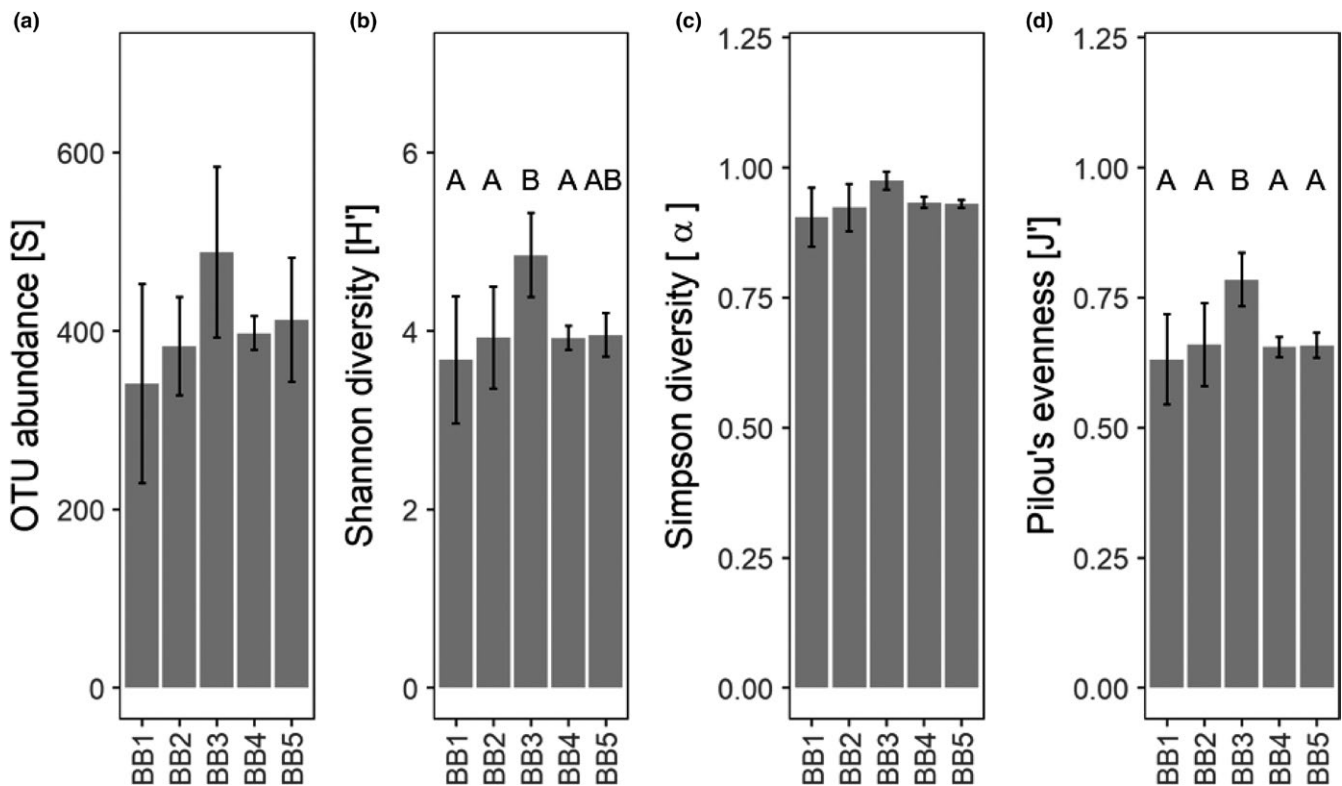 (a)
OTU abundance [S]
600
400
200
0
BB1 BB2 BB3 BB4 BB5
(b)
Shannon diversity [H']
6
4
2
0
A A B A AB
BB1 BB2 BB3 BB4 BB5
(c)
Simpson diversity [ α ]
1.25
1.00
0.75
0.50
0.25
0.00
BB1 BB2 BB3 BB4 BB5
(d)
Pilou's evenness [J']
1.25
1.00
0.75
0.50
0.25
0.00
A A B A A
BB1 BB2 BB3 BB4 BB5